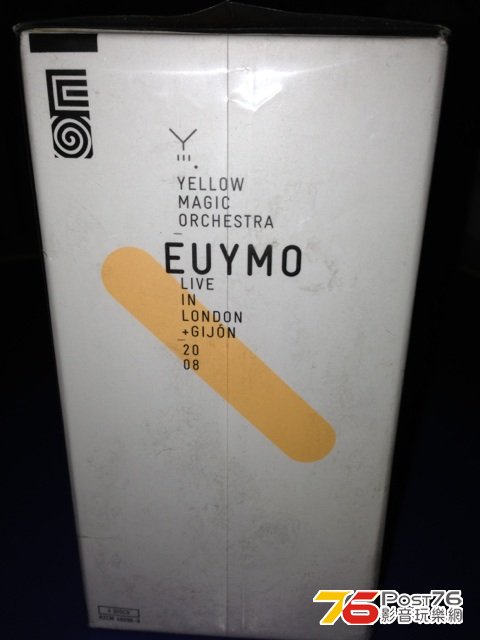 YELLOW
MAGIC
ORCHESTRA
_
EUYMO
LIVE
IN
LONDON
_+GIJÓN
20
08
76 POST76
影音玩樂網